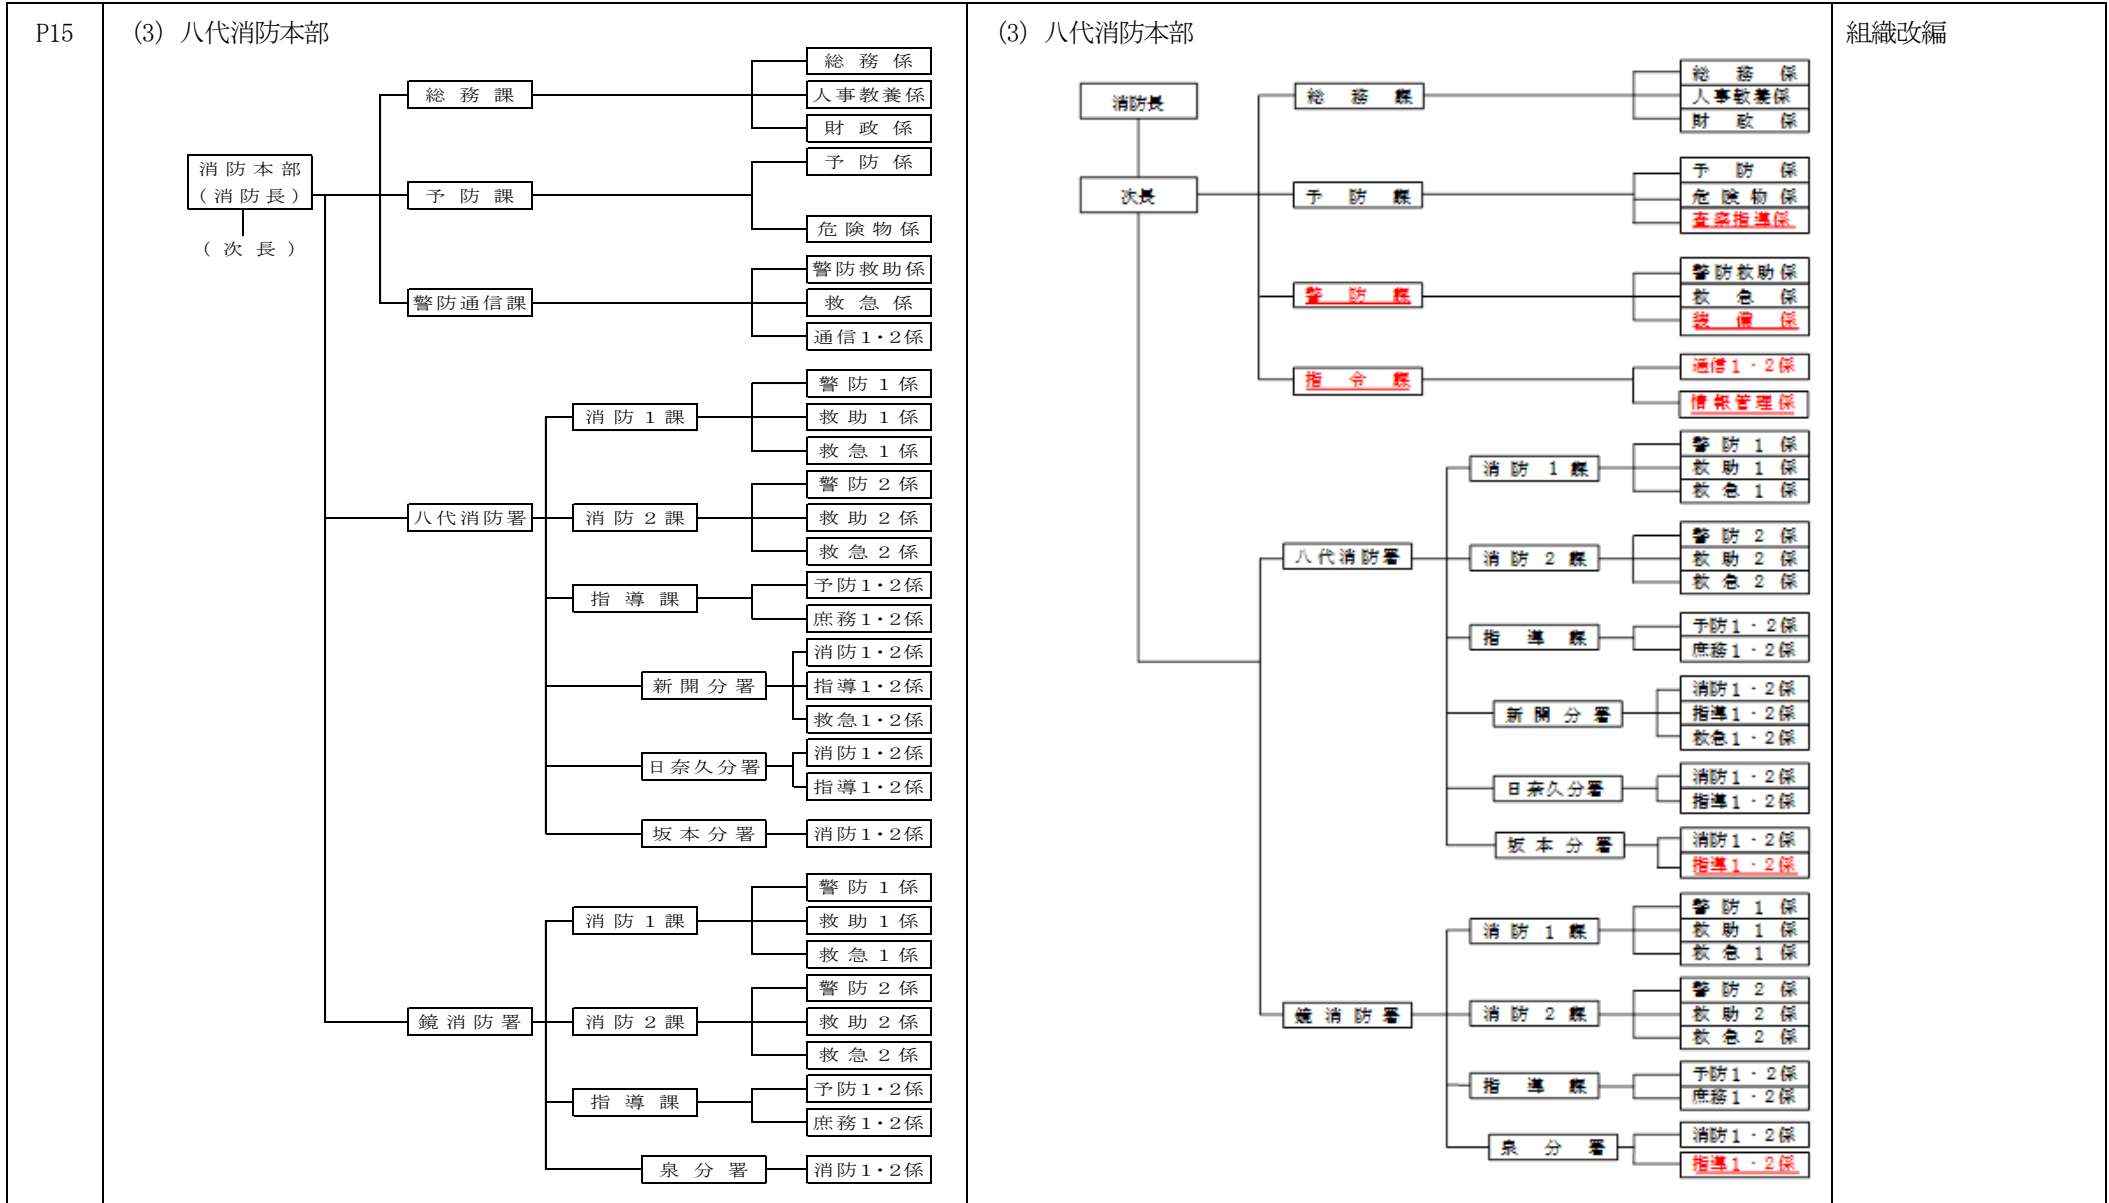 P15
(3) 八代消防本部
総務係
総務課
人事教養係
財政係
消防本部
(消防長)
(次長)
予防係
予防課
危険物係
警防救助係
警防通信課
救急係
通信1・2係
警防1係
消防1課
救助1係
救急1係
警防2係
八代消防署
消防2課
救助2係
救急2係
指導課
予防1・2係
庶務1・2係
消防1・2係
新開分署
指導1・2係
救急1・2係
消防1・2係
日奈久分署
指導1・2係
坂本分署
消防1・2係
警防1係
消防1課
救助1係
救急1係
警防2係
鏡消防署
消防2課
救助2係
救急2係
指導課
予防1・2係
庶務1・2係
泉分署
消防1・2係
(3) 八代消防本部
消防長
総務課
総務係
人事教養係
財政係
次長
予防課
予防係
危険物係
査察指導係
警防課
警防救助係
救急係
装備係
指令課
通信1・2係
情報管理係
消防1課
警防1係
救助1係
救急1係
八代消防署
消防2課
警防2係
救助2係
救急2係
指導課
予防1・2係
庶務1・2係
新開分署
消防1・2係
指導1・2係
救急1・2係
日奈久分署
消防1・2係
指導1・2係
坂本分署
消防1・2係
指導1・2係
消防1課
警防1係
救助1係
救急1係
鏡消防署
消防2課
警防2係
救助2係
救急2係
指導課
予防1・2係
庶務1・2係
泉分署
消防1・2係
指導1・2係
組織改編